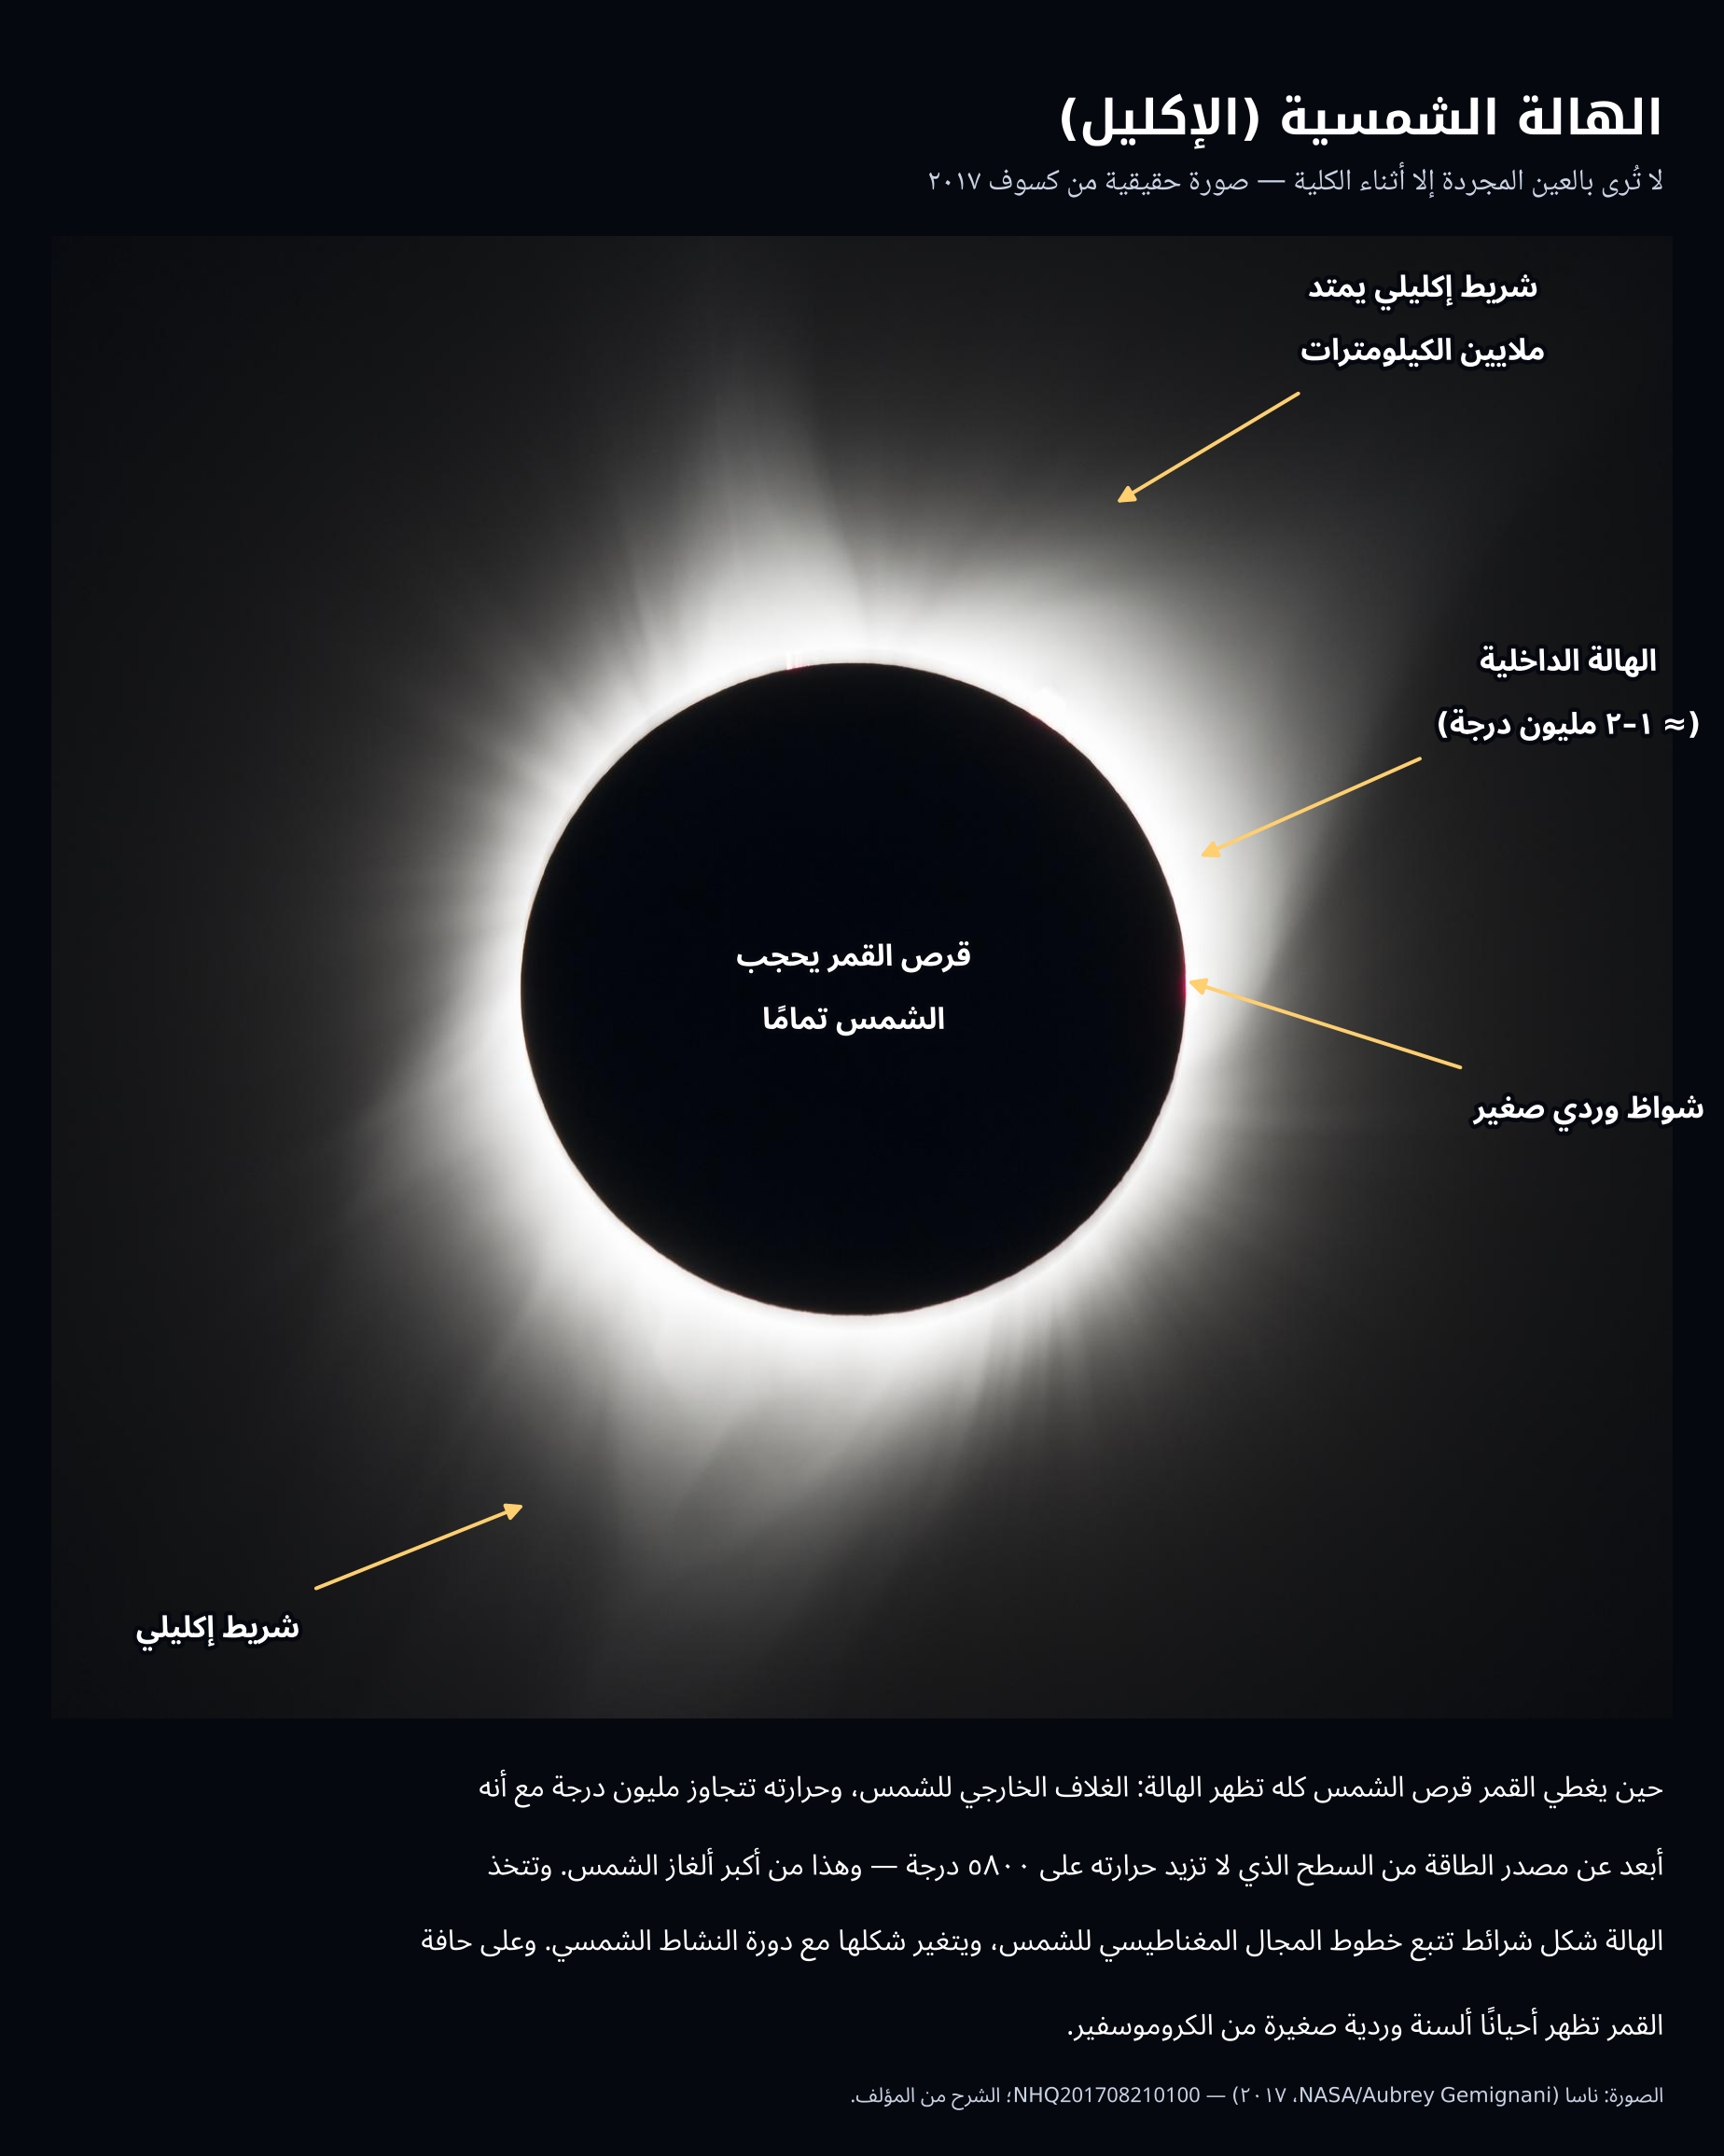 الهالة الشمسية (الإكليل)
لا تُرى بالعين المجردة إلا أثناء الكلية — صورة حقيقية من كسوف ٢٠١٧
شريط إكليلي يمتد
ملايين الكيلومترات
الهالة الداخلية
(≈ ١–٢ مليون درجة)
قرص القمر يحجب
الشمس تمامًا
شواظ وردي صغير
شريط إكليلي
حين يغطي القمر قرص الشمس كله تظهر الهالة: الغلاف الخارجي للشمس، وحرارته تتجاوز مليون درجة مع أنه
أبعد عن مصدر الطاقة من السطح الذي لا تزيد حرارته على ٥٨٠٠ درجة — وهذا من أكبر ألغاز الشمس. وتتخذ
الهالة شكل شرائط تتبع خطوط المجال المغناطيسي للشمس، ويتغير شكلها مع دورة النشاط الشمسي. وعلى حافة
القمر تظهر أحيانًا ألسنة وردية صغيرة من الكروموسفير.
الصورة: ناسا (NASA/Aubrey Gemignani، ٢٠١٧) — NHQ201708210100؛ الشرح من المؤلف.